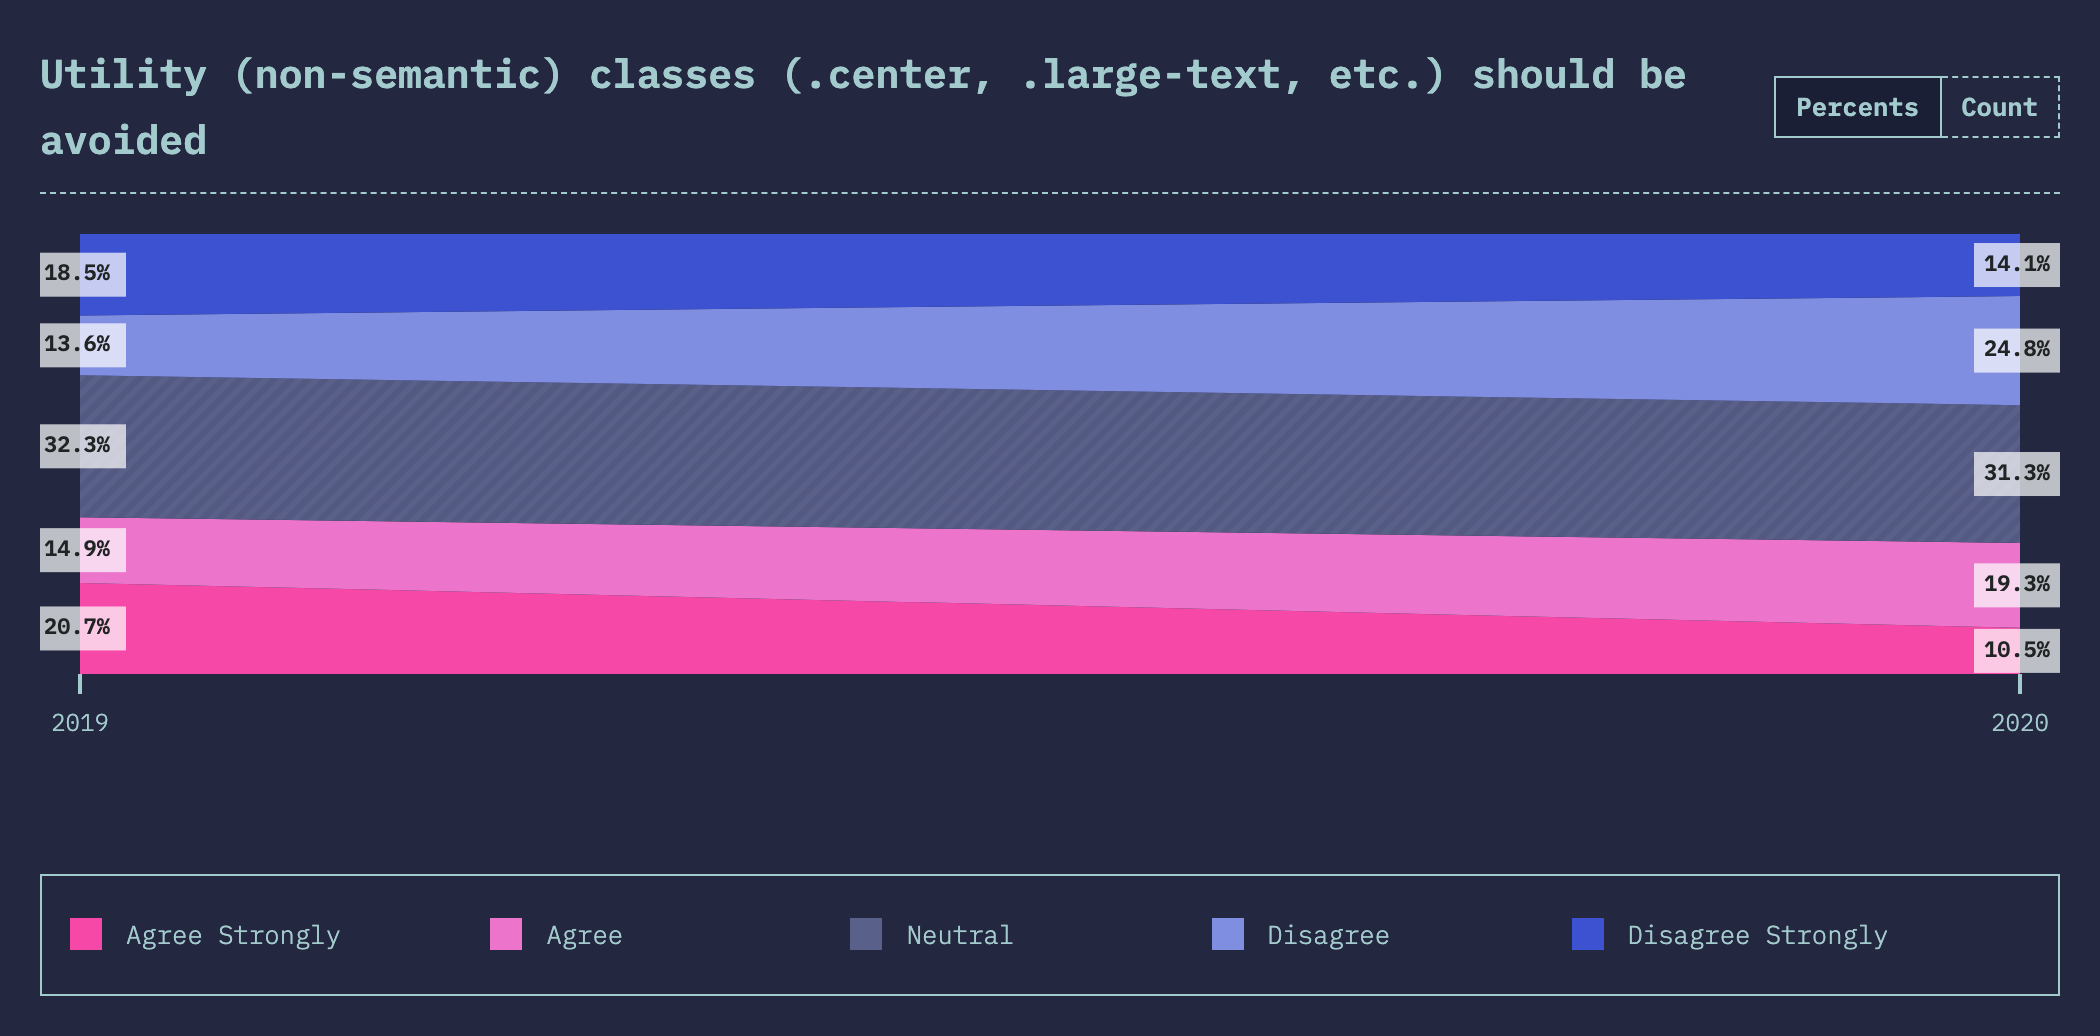 Utility (non-semantic) classes (.center, .large-text, etc.) should be
avoided
Percents Count
18.5%
13.6%
32.3%
14.9%
20.7%
14.1%
24.8%
31.3%
19.3%
10.5%
2019 2020
Agree Strongly Agree Neutral Disagree Disagree Strongly